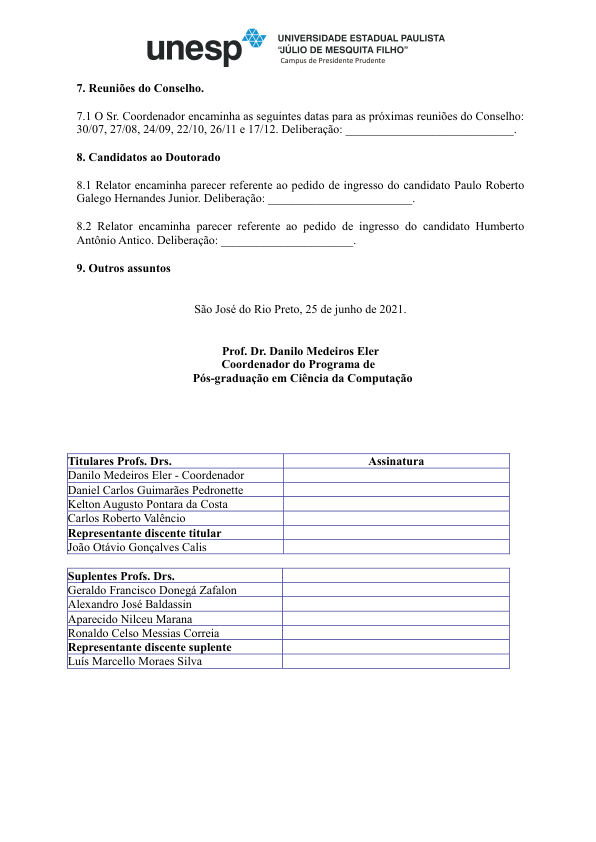 unesp
UNIVERSIDADE ESTADUAL PAULISTA
"JÚLIO DE MESQUITA FILHO"
Campus de Presidente Prudente
7. Reuniões do Conselho.
7.1 O Sr. Coordenador encaminha as seguintes datas para as próximas reuniões do Conselho:
30/07, 27/08, 24/09, 22/10, 26/11 e 17/12. Deliberação: ____________________________.
8. Candidatos ao Doutorado
8.1 Relator encaminha parecer referente ao pedido de ingresso do candidato Paulo Roberto
Galego Hernandes Junior. Deliberação: ________________________.
8.2 Relator encaminha parecer referente ao pedido de ingresso do candidato Humberto
Antônio Antico. Deliberação: ______________________.
9. Outros assuntos
São José do Rio Preto, 25 de junho de 2021.
Prof. Dr. Danilo Medeiros Eler
Coordenador do Programa de
Pós-graduação em Ciência da Computação
Titulares Profs. Drs. Assinatura
Danilo Medeiros Eler - Coordenador
Daniel Carlos Guimarães Pedronette
Kelton Augusto Pontara da Costa
Carlos Roberto Valêncio
Representante discente titular
João Otávio Gonçalves Calis
Suplentes Profs. Drs.
Geraldo Francisco Donegá Zafalon
Alexandro José Baldassin
Aparecido Nilceu Marana
Ronaldo Celso Messias Correia
Representante discente suplente
Luís Marcello Moraes Silva